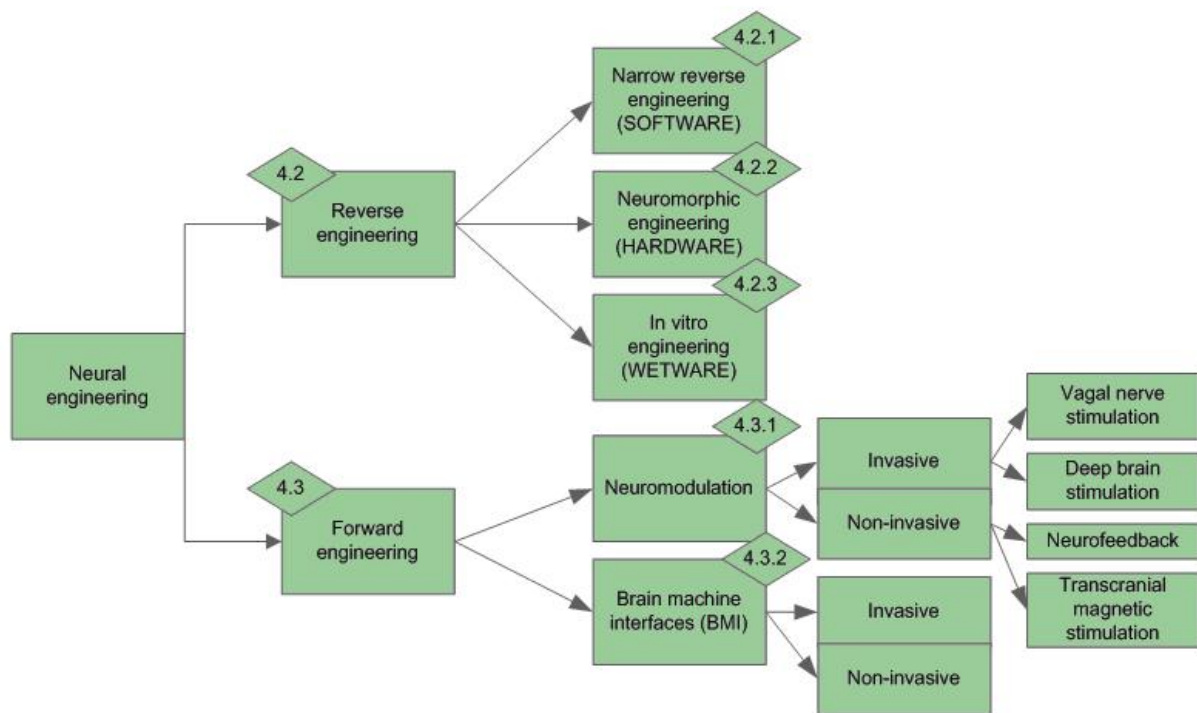 4.2.1
Narrow reverse
engineering
(SOFTWARE)
4.2
Reverse
engineering
4.2.2
Neuromorphic
engineering
(HARDWARE)
4.2.3
In vitro
engineering
(WETWARE)
Neural
engineering
4.3
Forward
engineering
4.3.1
Neuromodulation
Invasive
Non-invasive
Vagal nerve
stimulation
Deep brain
stimulation
Neurofeedback
Transcranial
magnetic
stimulation
4.3.2
Brain machine
interfaces (BMI)
Invasive
Non-invasive